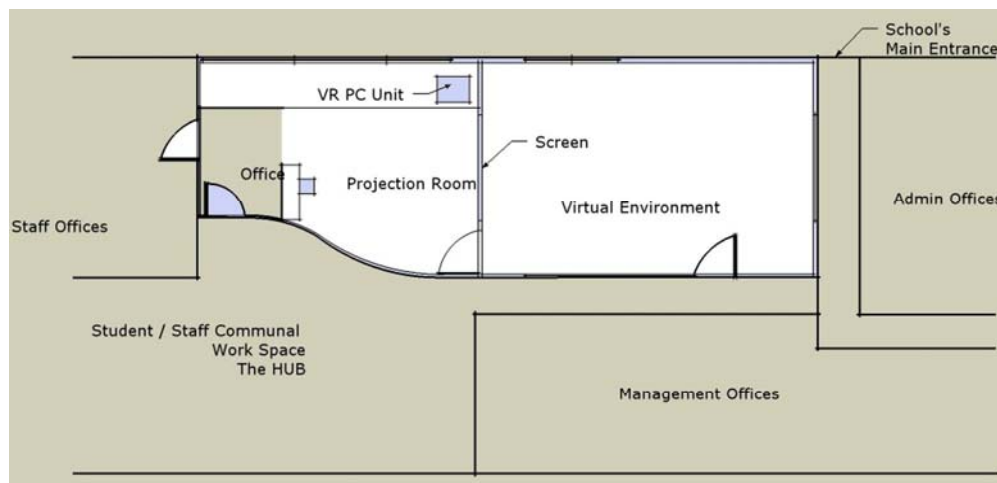 School's
Main Entrance
VR PC Unit
Screen
Office
Projection Room
Virtual Environment
Admin Offices
Staff Offices
Student / Staff Communal
Work Space
The HUB
Management Offices